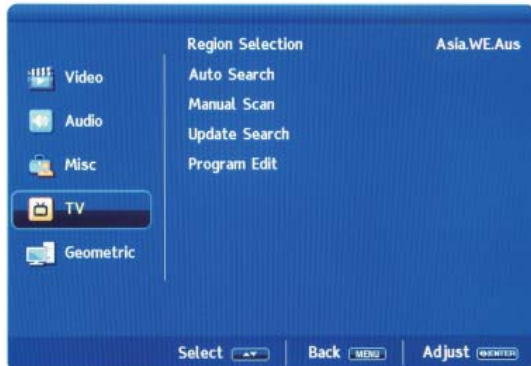 Region Selection Asia.WE.Aus
Video
Auto Search
Manual Scan
Audio
Update Search
Misc
Program Edit
TV
Geometric
Select ▲▼ Back MENU Adjust ENTER